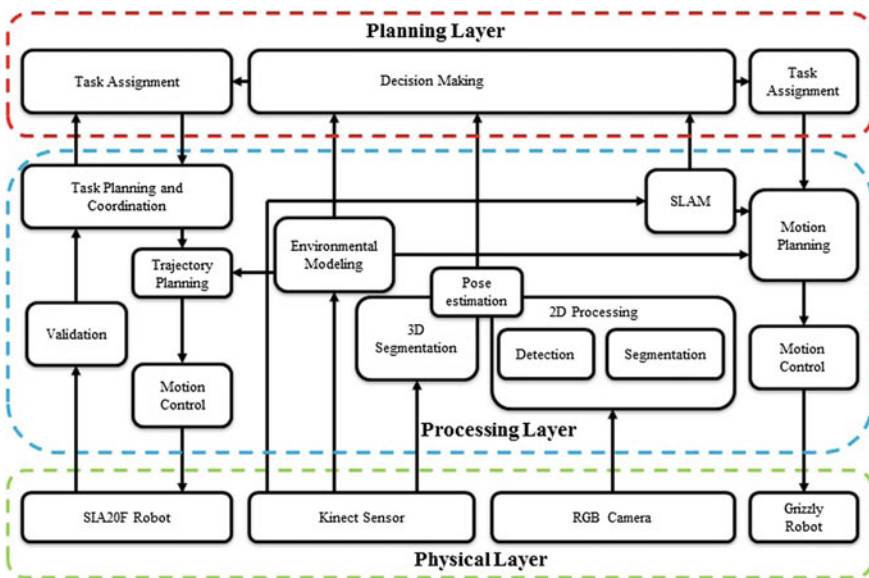 Planning Layer
Task Assignment
Decision Making
Task
Assignment
Task Planning and
Coordination
SLAM
Motion
Planning
Environmental
Modeling
Trajectory
Planning
Pose
estimation
2D Processing
3D
Segmentation
Validation
Detection
Segmentation
Motion
Control
Motion
Control
Processing Layer
SIA20F Robot
Kinect Sensor
RGB Camera
Grizzly
Robot
Physical Layer